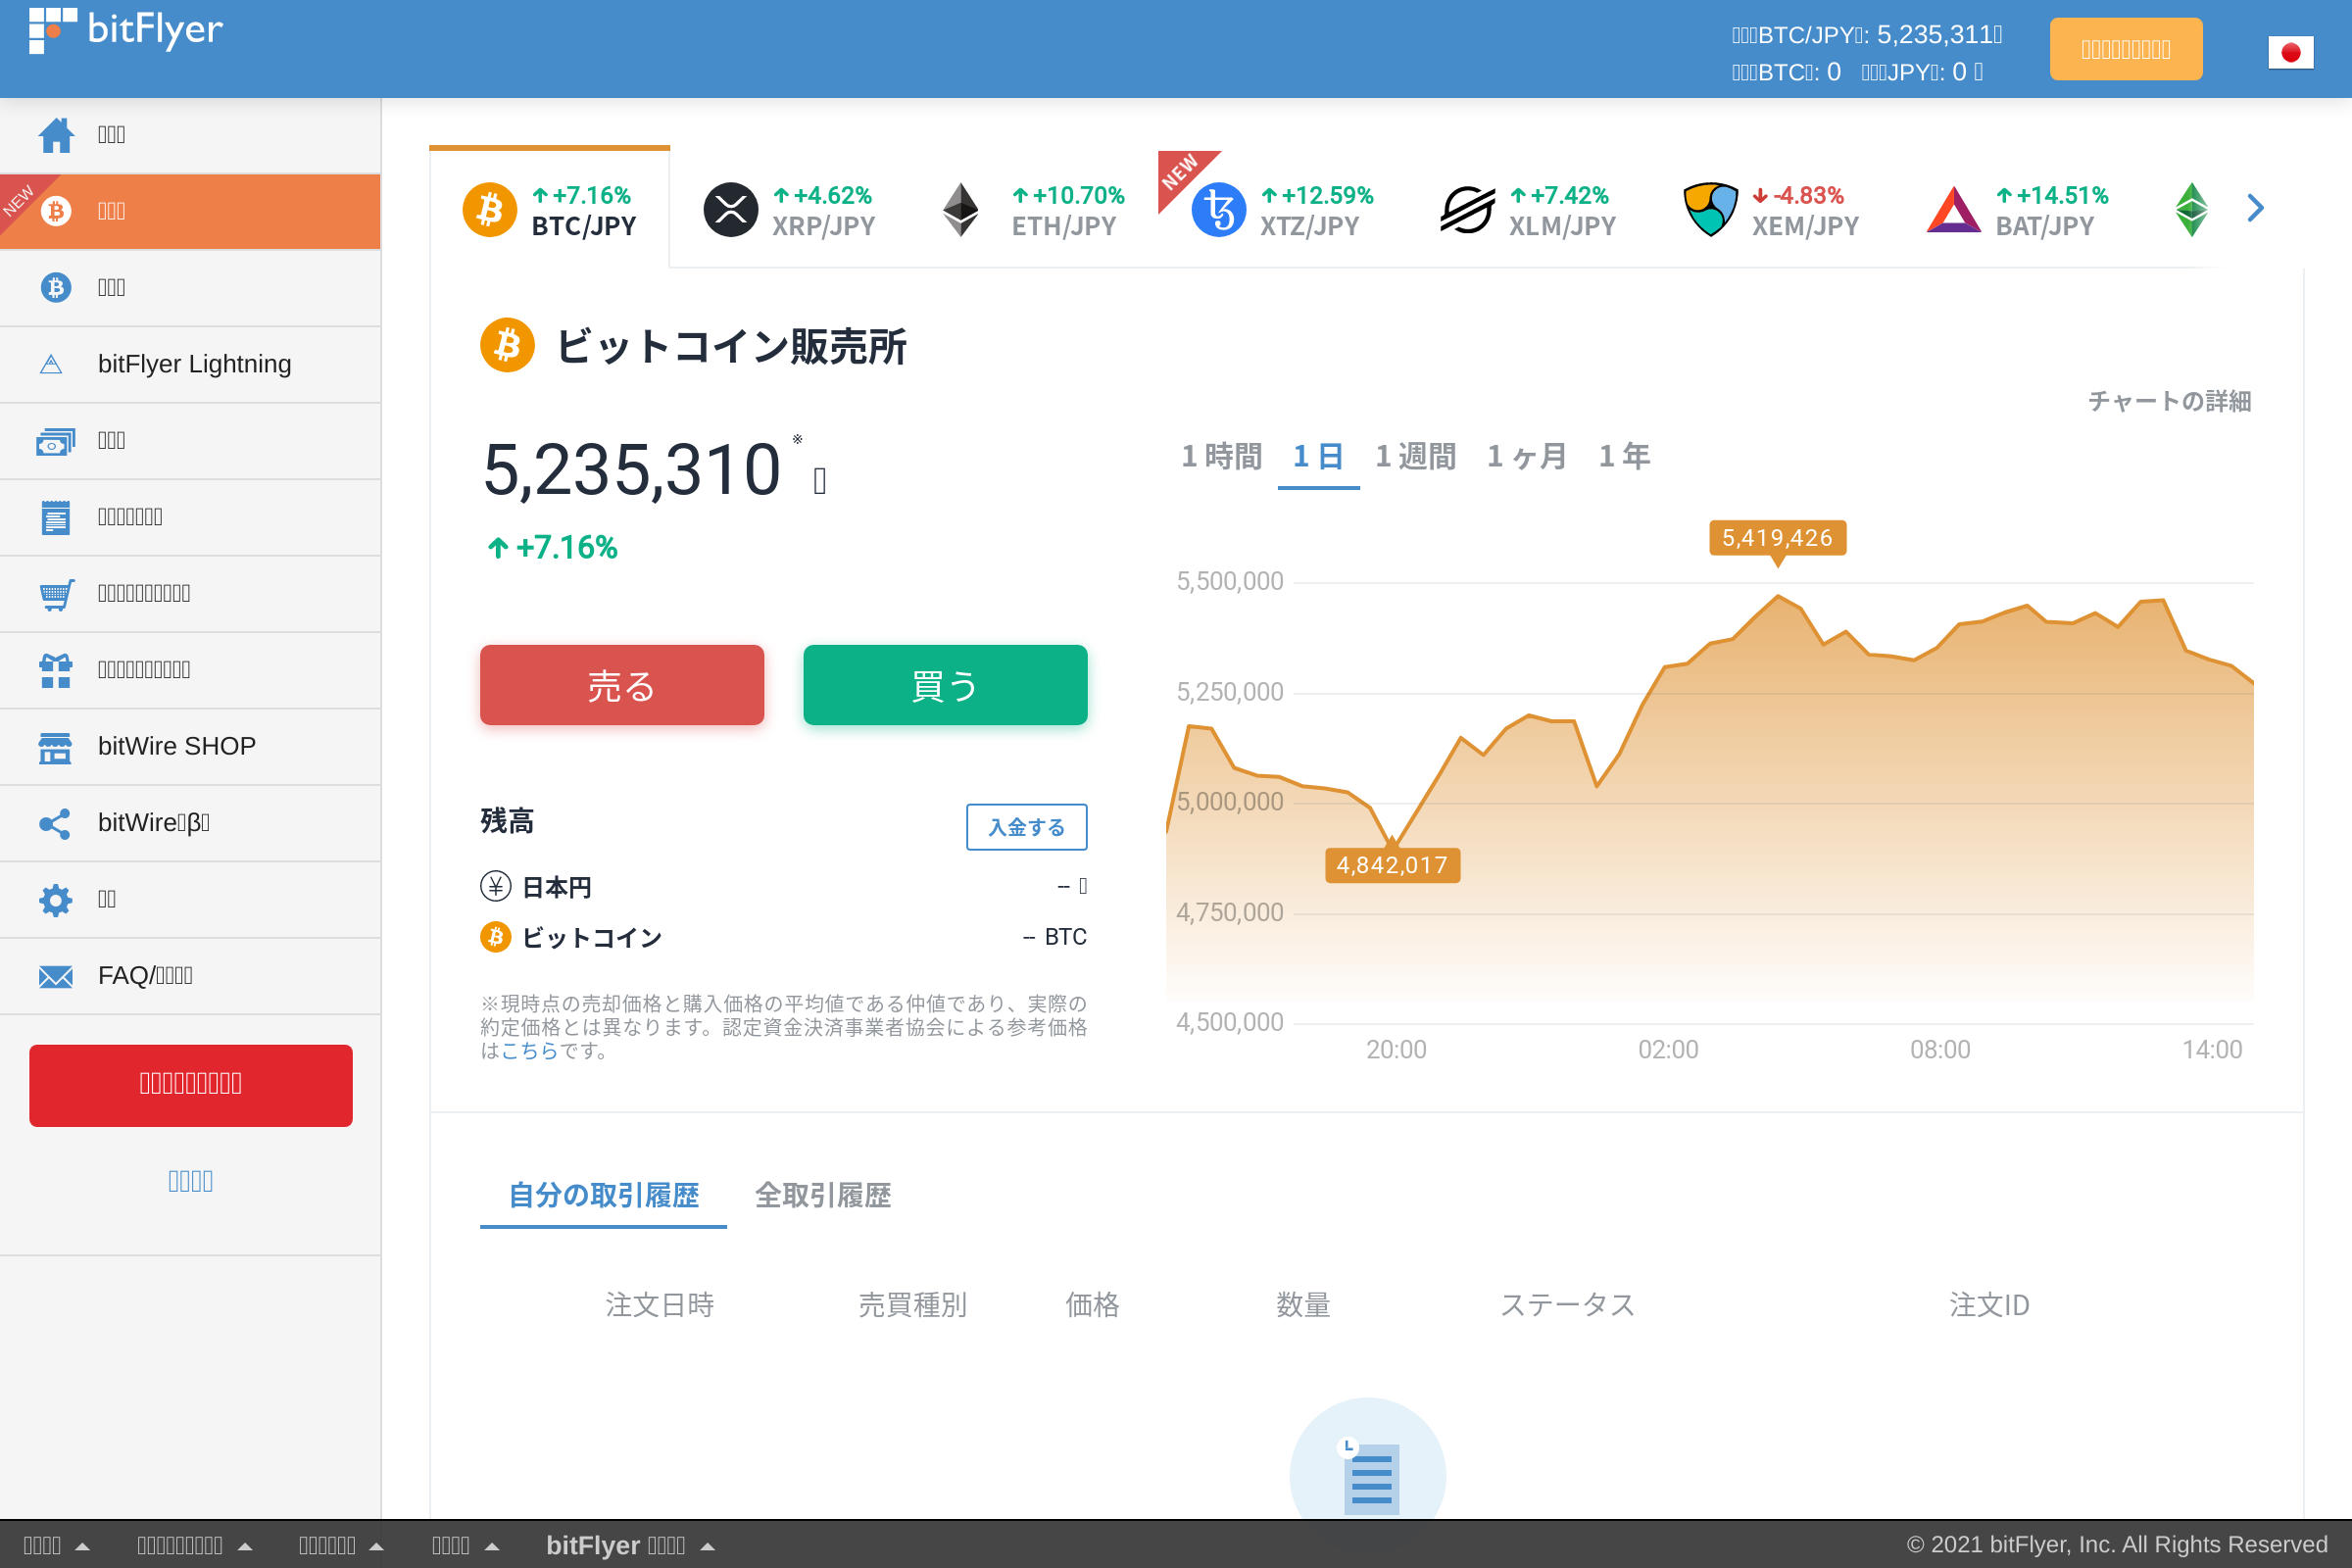 bitFlyer
BTC/JPY: 5,235,311
BTC: 0 JPY: 0
NEW
bitFlyer Lightning
bitWire SHOP
bitWire β
FAQ/
+7.16%
BTC/JPY
+4.62%
XRP/JPY
+10.70%
ETH/JPY
NEW
+12.59%
XTZ/JPY
+7.42%
XLM/JPY
-4.83%
XEM/JPY
+14.51%
BAT/JPY
ビットコイン販売所
チャートの詳細
5,235,310 ※
+7.16%
1 時間 1 日 1 週間 1 ヶ月 1 年
売る 買う
残高 入金する
日本円 --
ビットコイン -- BTC
※現時点の売却価格と購入価格の平均値である仲値であり、実際の
約定価格とは異なります。認定資金決済事業者協会による参考価格
はこちらです。
5,419,426
5,500,000
5,250,000
5,000,000
4,842,017
4,750,000
4,500,000
20:00 02:00 08:00 14:00
自分の取引履歴 全取引履歴
注文日時 売買種別 価格 数量 ステータス 注文ID
bitFlyer
© 2021 bitFlyer, Inc. All Rights Reserved